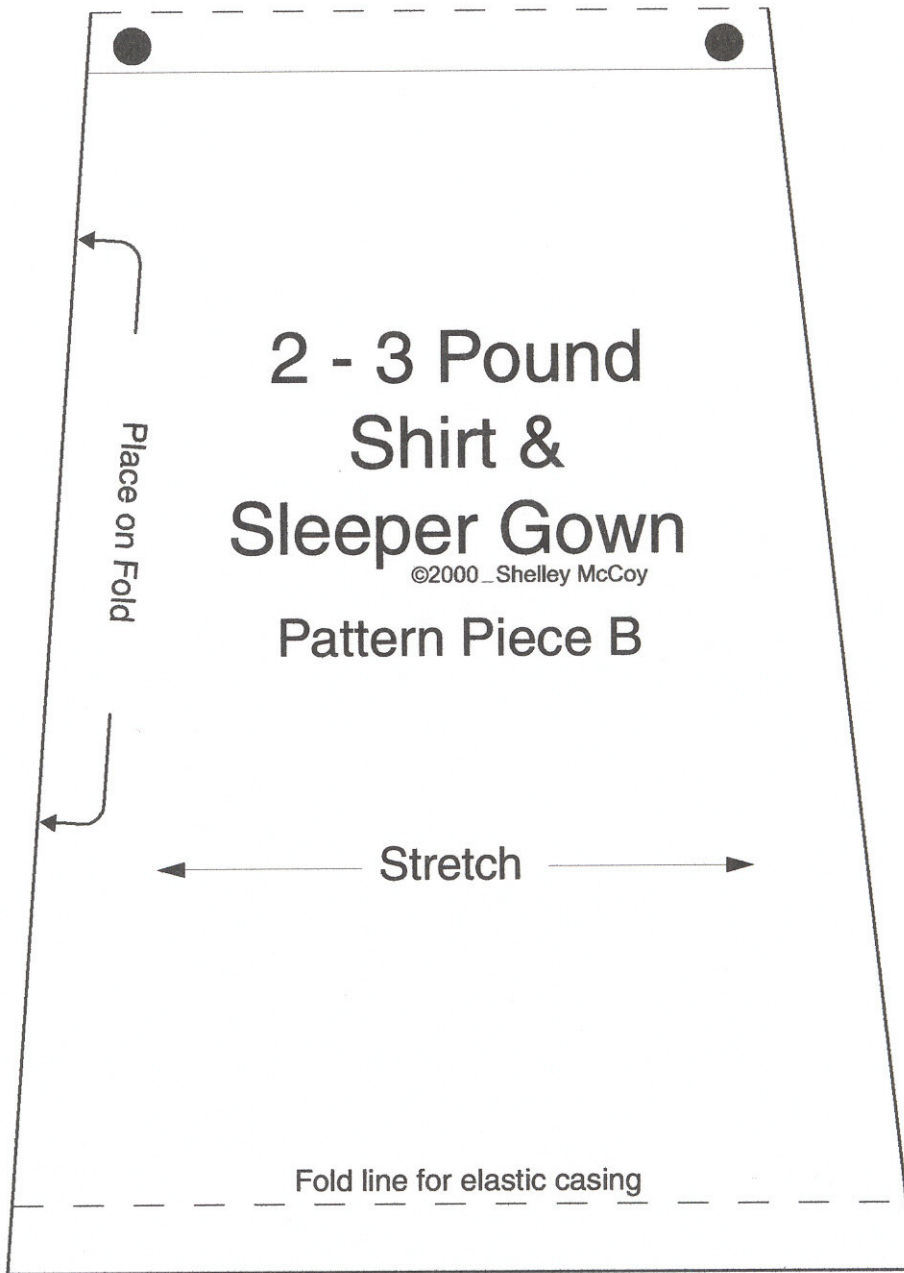 2 - 3 Pound
Shirt &
Sleeper Gown
©2000_Shelley McCoy
Pattern Piece B
Place on Fold
Stretch
Fold line for elastic casing